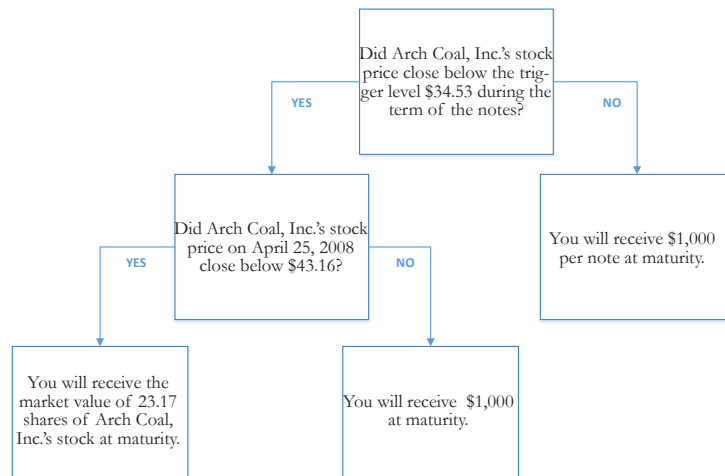 Did Arch Coal, Inc.'s stock
price close below the trig-
ger level $34.53 during the
term of the notes?
YES
NO
Did Arch Coal, Inc.'s stock
price on April 25, 2008
close below $43.16?
You will receive $1,000
per note at maturity.
YES
NO
You will receive the
market value of 23.17
shares of Arch Coal,
Inc.'s stock at maturity.
You will receive $1,000
at maturity.